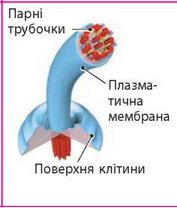 Парні
трубочки
Плазма-
тична
мембрана
Поверхня клітини